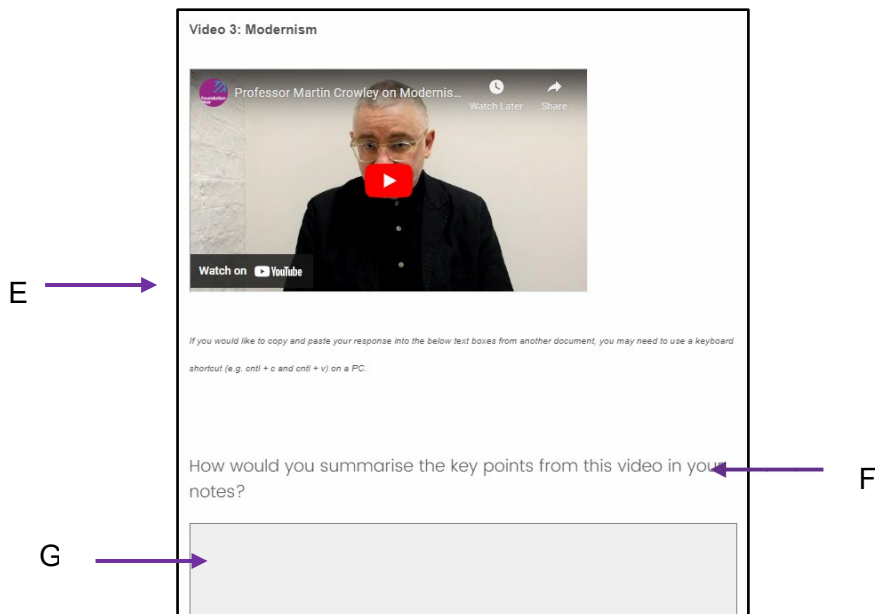 Video 3: Modernism
Professor Martin Crowley on Modernis...
Watch Later
Share
Watch on YouTube
E
If you would like to copy and paste your response into the below text boxes from another document, you may need to use a keyboard
shortcut (e.g. cntl + c and cntl + v) on a PC.
How would you summarise the key points from this video in your
notes?
F
G